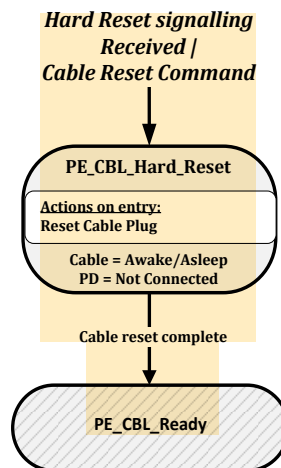 Hard Reset signalling
Received |
Cable Reset Command
PE_CBL_Hard_Reset
Actions on entry:
Reset Cable Plug
Cable = Awake/Asleep
PD = Not Connected
Cable reset complete
PE_CBL_Ready